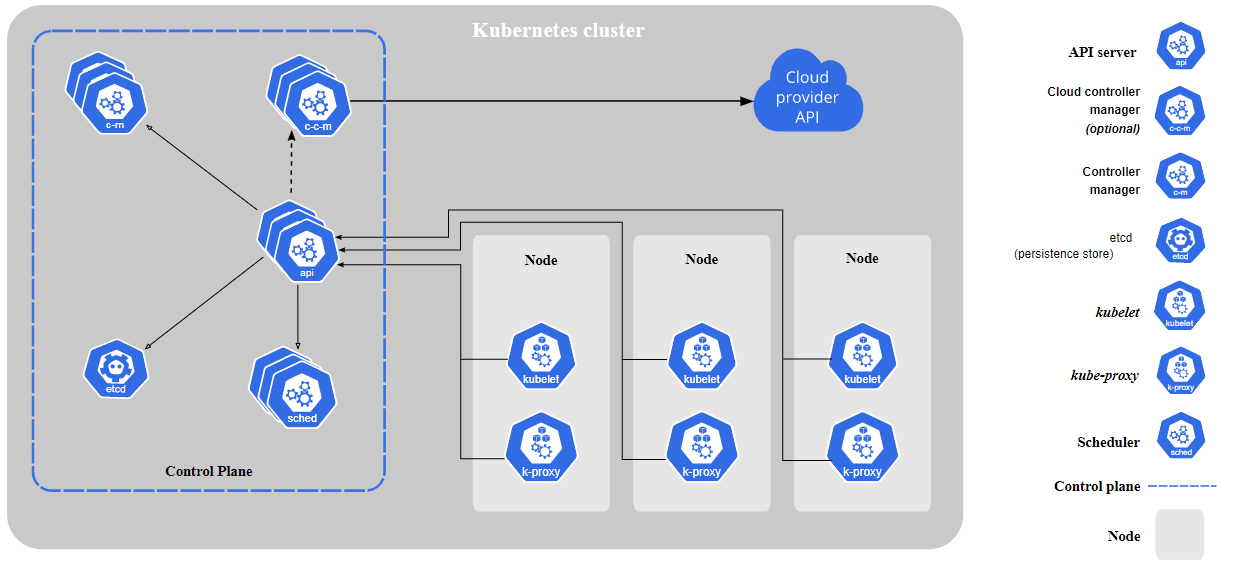 Kubernetes cluster
c-m
c-c-m
Cloud
provider
API
api
etcd
sched
Control Plane
Node
kubelet
k-proxy
Node
kubelet
k-proxy
Node
kubelet
k-proxy
API server
api
Cloud controller
manager
(optional)
c-c-m
Controller
manager
c-m
etcd
(persistence store)
etcd
kubelet
kubelet
kube-proxy
k-proxy
Scheduler
sched
Control plane
Node